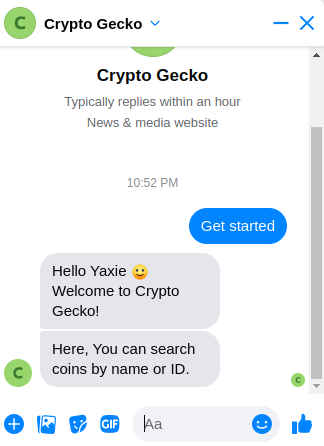 C Crypto Gecko
Crypto Gecko
Typically replies within an hour
News & media website
10:52 PM
Get started
Hello Yaxie 😀
Welcome to Crypto
Gecko!
Here, You can search
coins by name or ID.
C
C
GIF
Aa